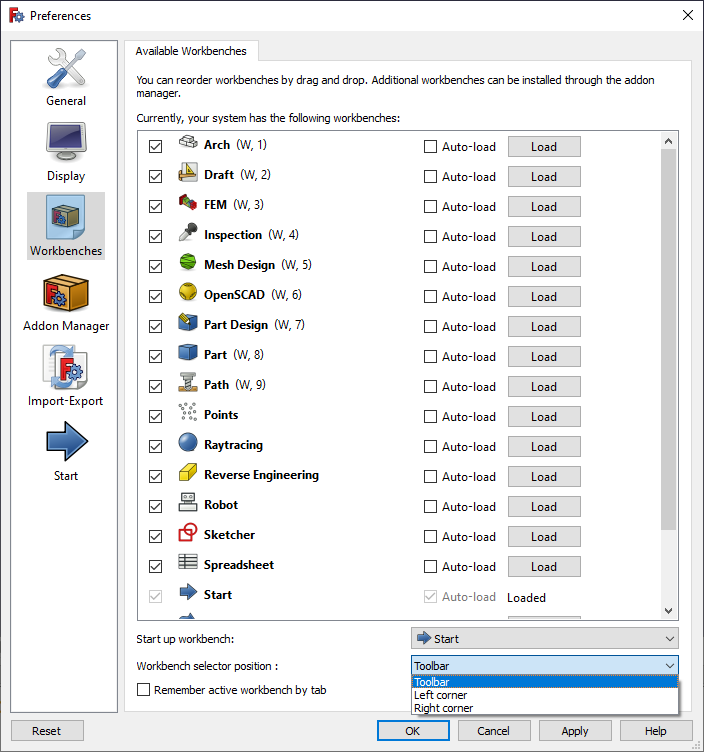 Preferences
General
Display
Workbenches
Addon Manager
Import-Export
Start
Available Workbenches
You can reorder workbenches by drag and drop. Additional workbenches can be installed through the addon
manager.
Currently, your system has the following workbenches:
Arch (W, 1) Auto-load Load
Draft (W, 2) Auto-load Load
FEM (W, 3) Auto-load Load
Inspection (W, 4) Auto-load Load
Mesh Design (W, 5) Auto-load Load
OpenSCAD (W, 6) Auto-load Load
Part Design (W, 7) Auto-load Load
Part (W, 8) Auto-load Load
Path (W, 9) Auto-load Load
Points Auto-load Load
Raytracing Auto-load Load
Reverse Engineering Auto-load Load
Robot Auto-load Load
Sketcher Auto-load Load
Spreadsheet Auto-load Load
Start Auto-load Loaded
Start up workbench: Start
Workbench selector position : Toolbar
Toolbar
Left corner
Right corner
Remember active workbench by tab
Reset OK Cancel Apply Help